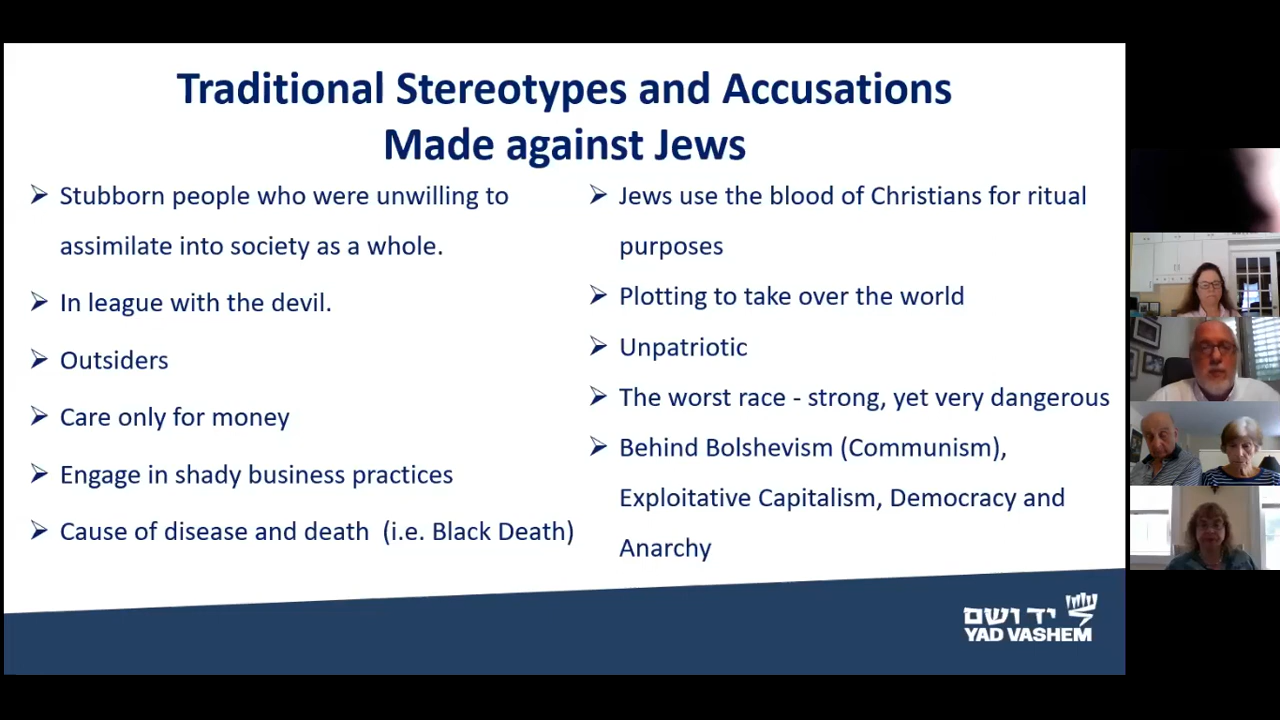 Traditional Stereotypes and Accusations
Made against Jews
➢ Stubborn people who were unwilling to
assimilate into society as a whole.
➢ In league with the devil.
➢ Outsiders
➢ Care only for money
➢ Engage in shady business practices
➢ Cause of disease and death (i.e. Black Death)
➢ Jews use the blood of Christians for ritual
purposes
➢ Plotting to take over the world
➢ Unpatriotic
➢ The worst race - strong, yet very dangerous
➢ Behind Bolshevism (Communism),
Exploitative Capitalism, Democracy and
Anarchy
יד ושם
YAD VASHEM